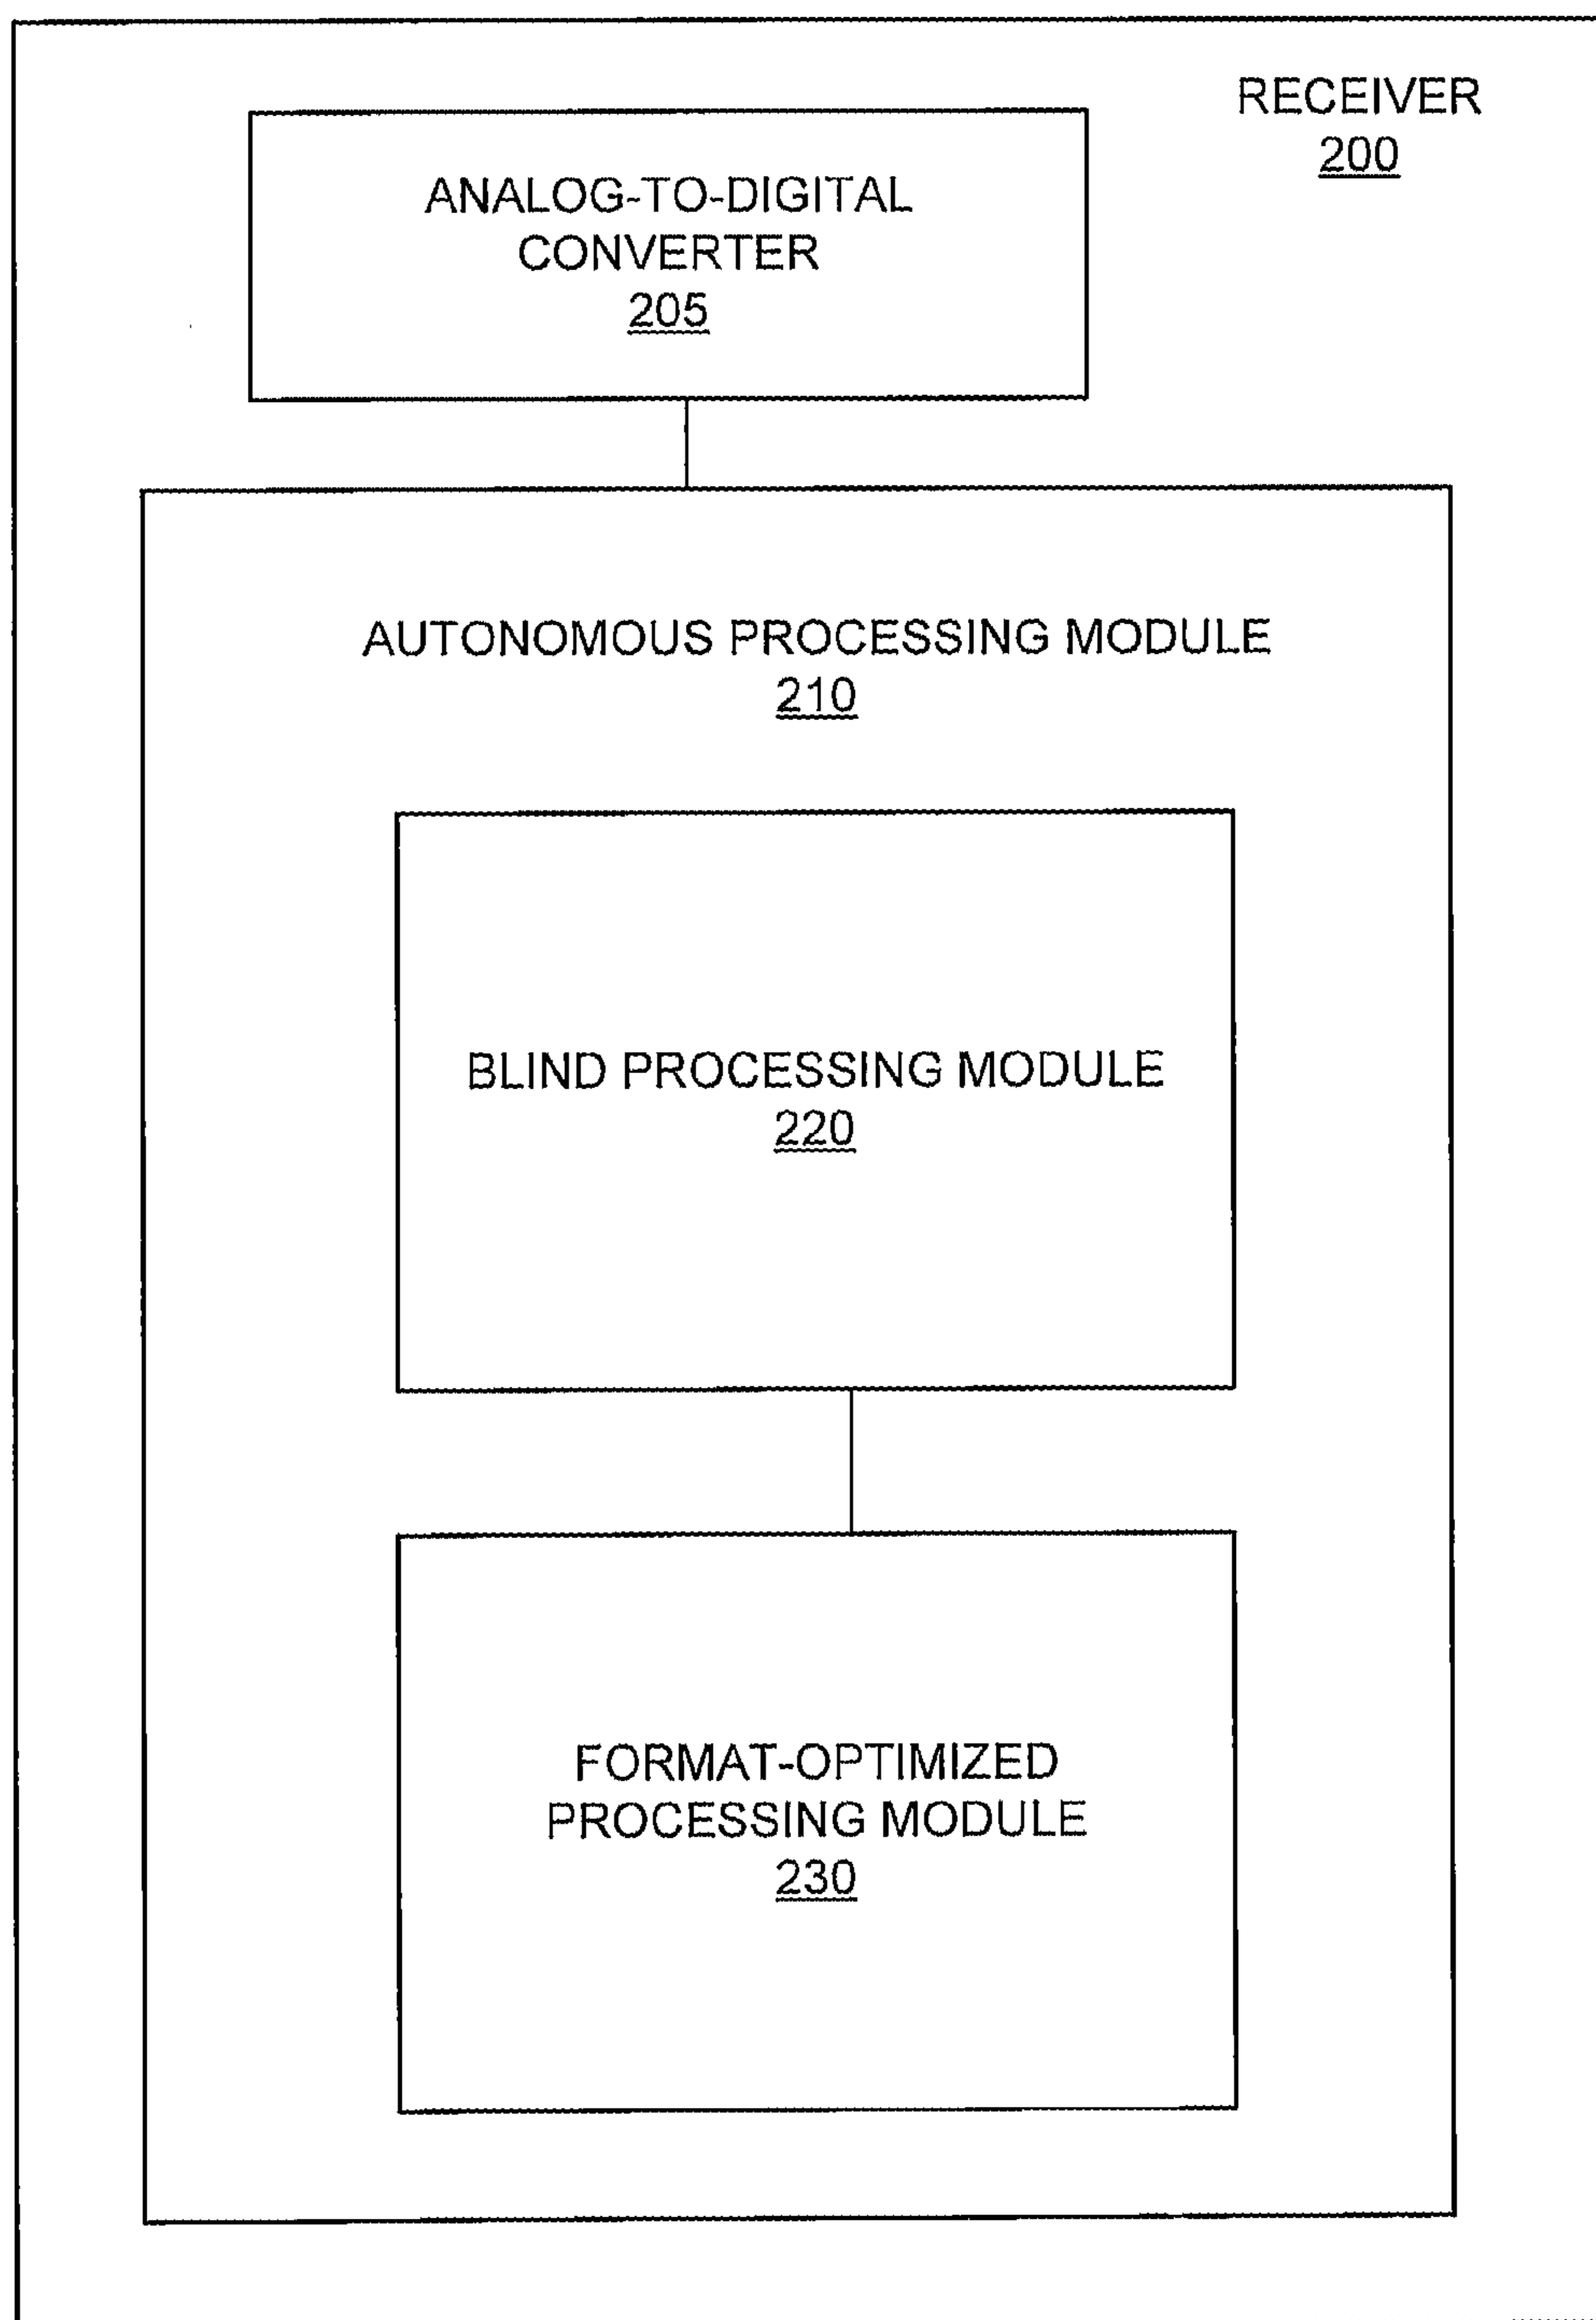 RECEIVER
200
ANALOG-TO-DIGITAL
CONVERTER
205
AUTONOMOUS PROCESSING MODULE
210
BLIND PROCESSING MODULE
220
FORMAT-OPTIMIZED
PROCESSING MODULE
230